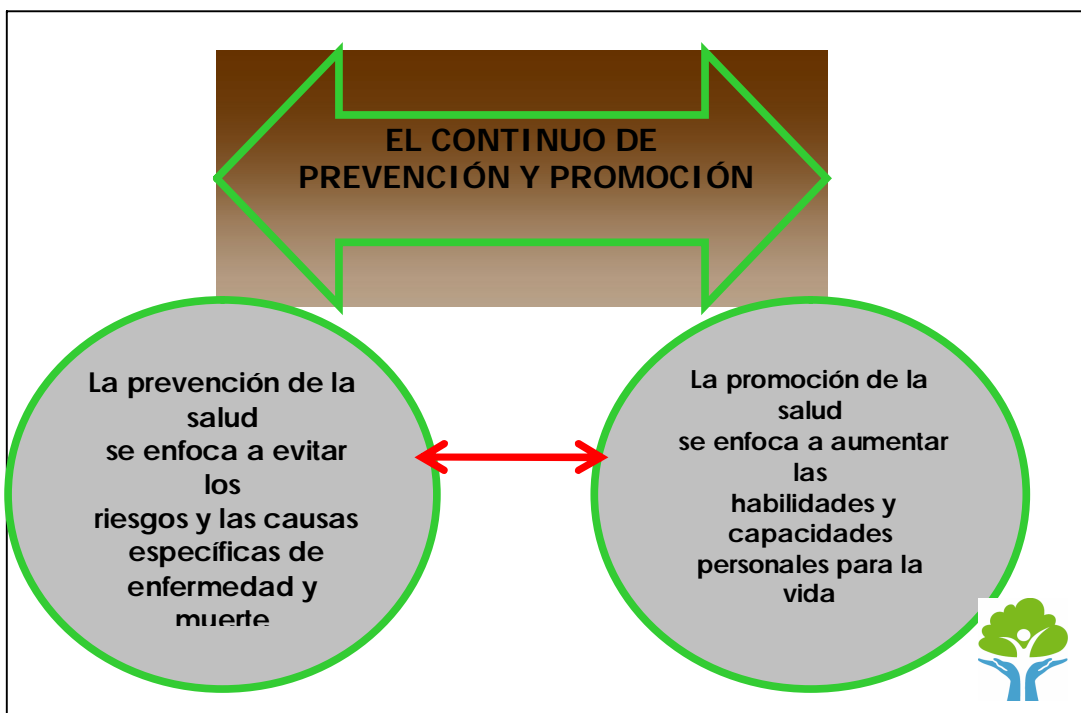 EL CONTINUO DE
PREVENCIÓN Y PROMOCIÓN
La prevención de la
salud
se enfoca a evitar
los
riesgos y las causas
específicas de
enfermedad y
muerte
La promoción de la
salud
se enfoca a aumentar
las
habilidades y
capacidades
personales para la
vida